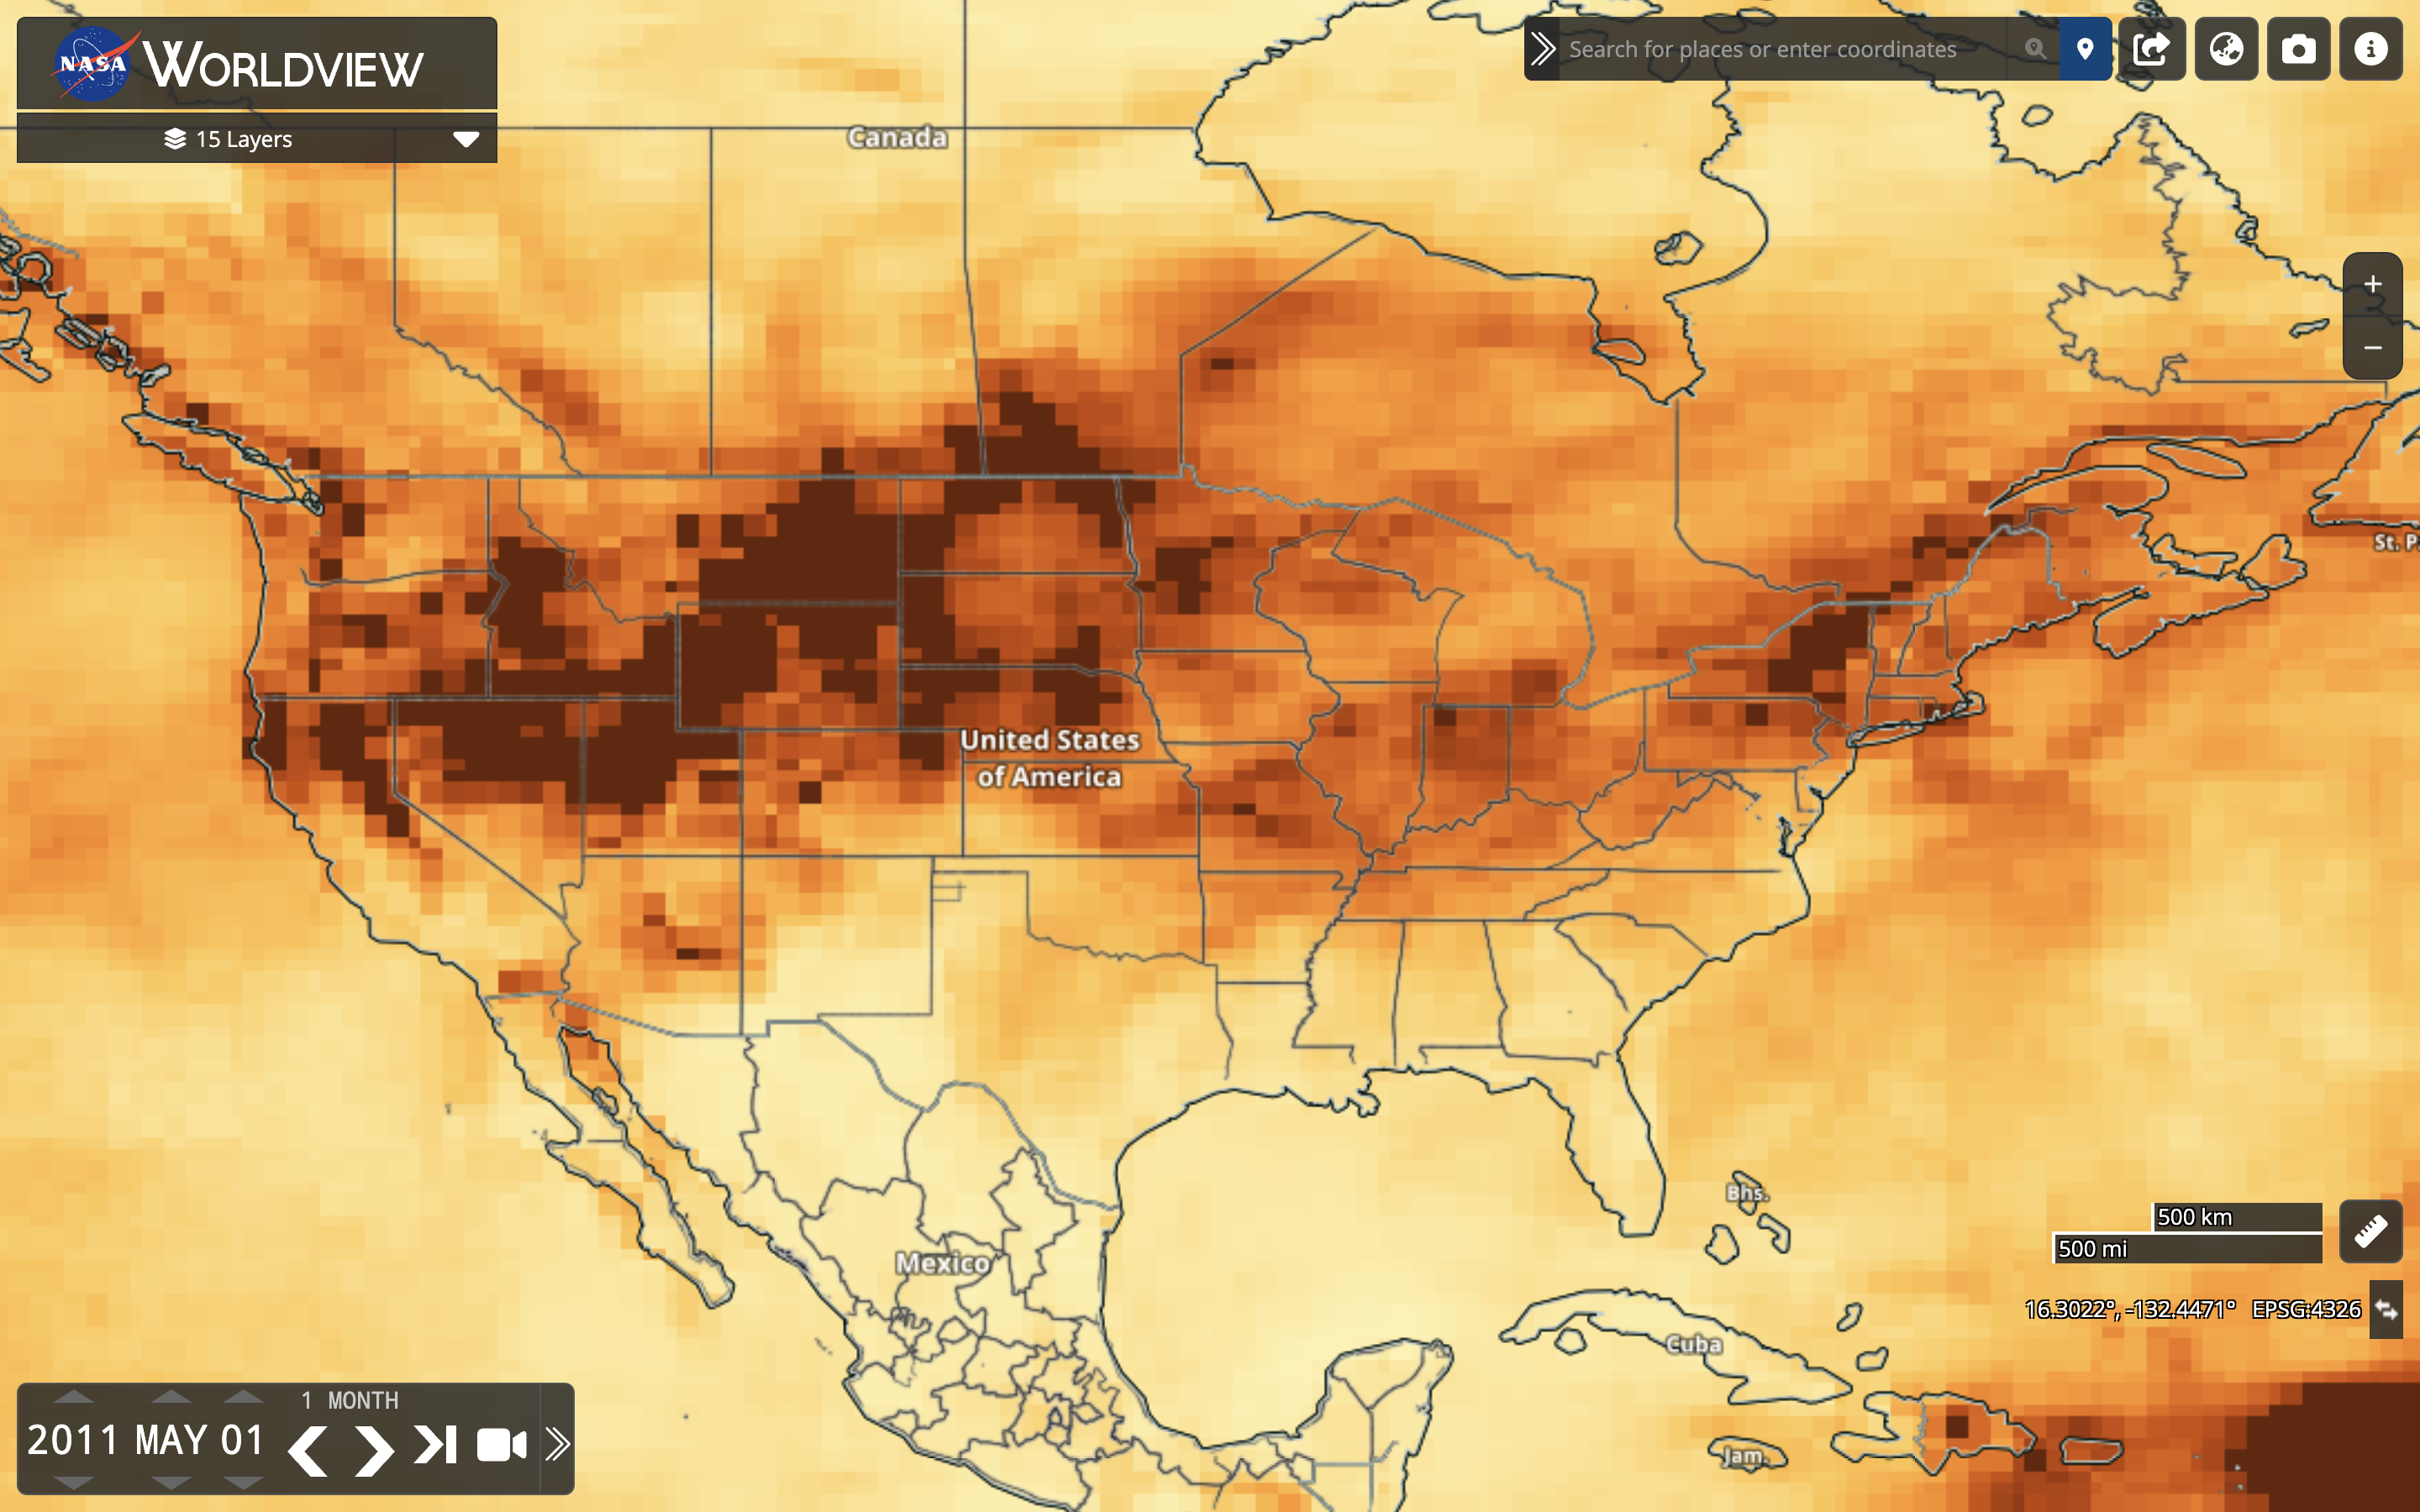 NASA WORLDVIEW
15 Layers
Search for places or enter coordinates
Canada
St. P
United States
of America
Bhs.
500 km
500 mi
Mexico
16.3022°, -132.4471° EPSG:4326
Cuba
Jam.
1 MONTH
2011 MAY 01